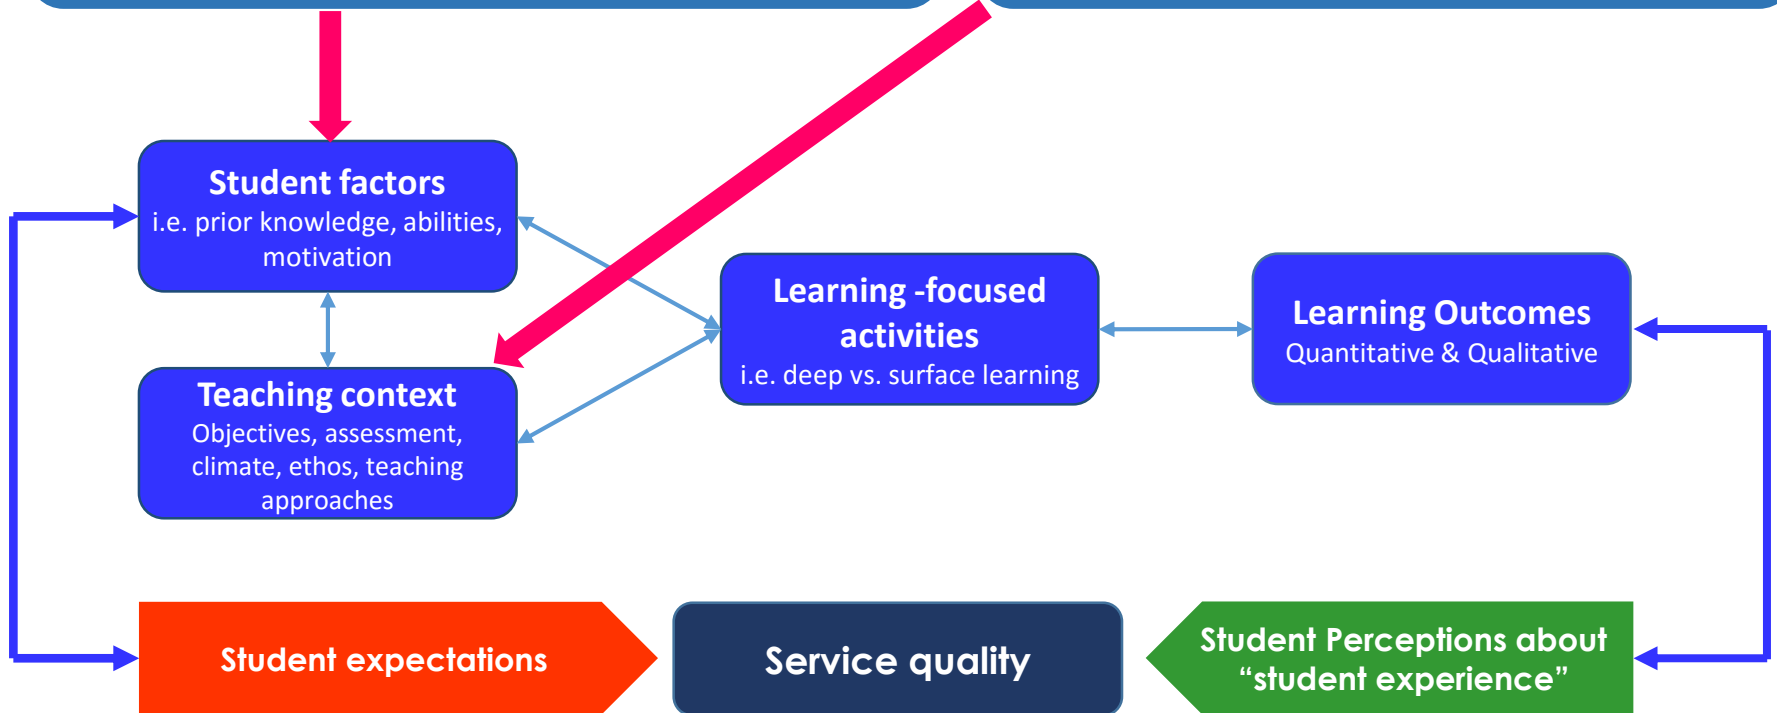 Student factors
i.e. prior knowledge, abilities,
motivation
Learning -focused
activities
i.e. deep vs. surface learning
Learning Outcomes
Quantitative & Qualitative
Teaching context
Objectives, assessment,
climate, ethos, teaching
approaches
Student expectations
Service quality
Student Perceptions about
“student experience”